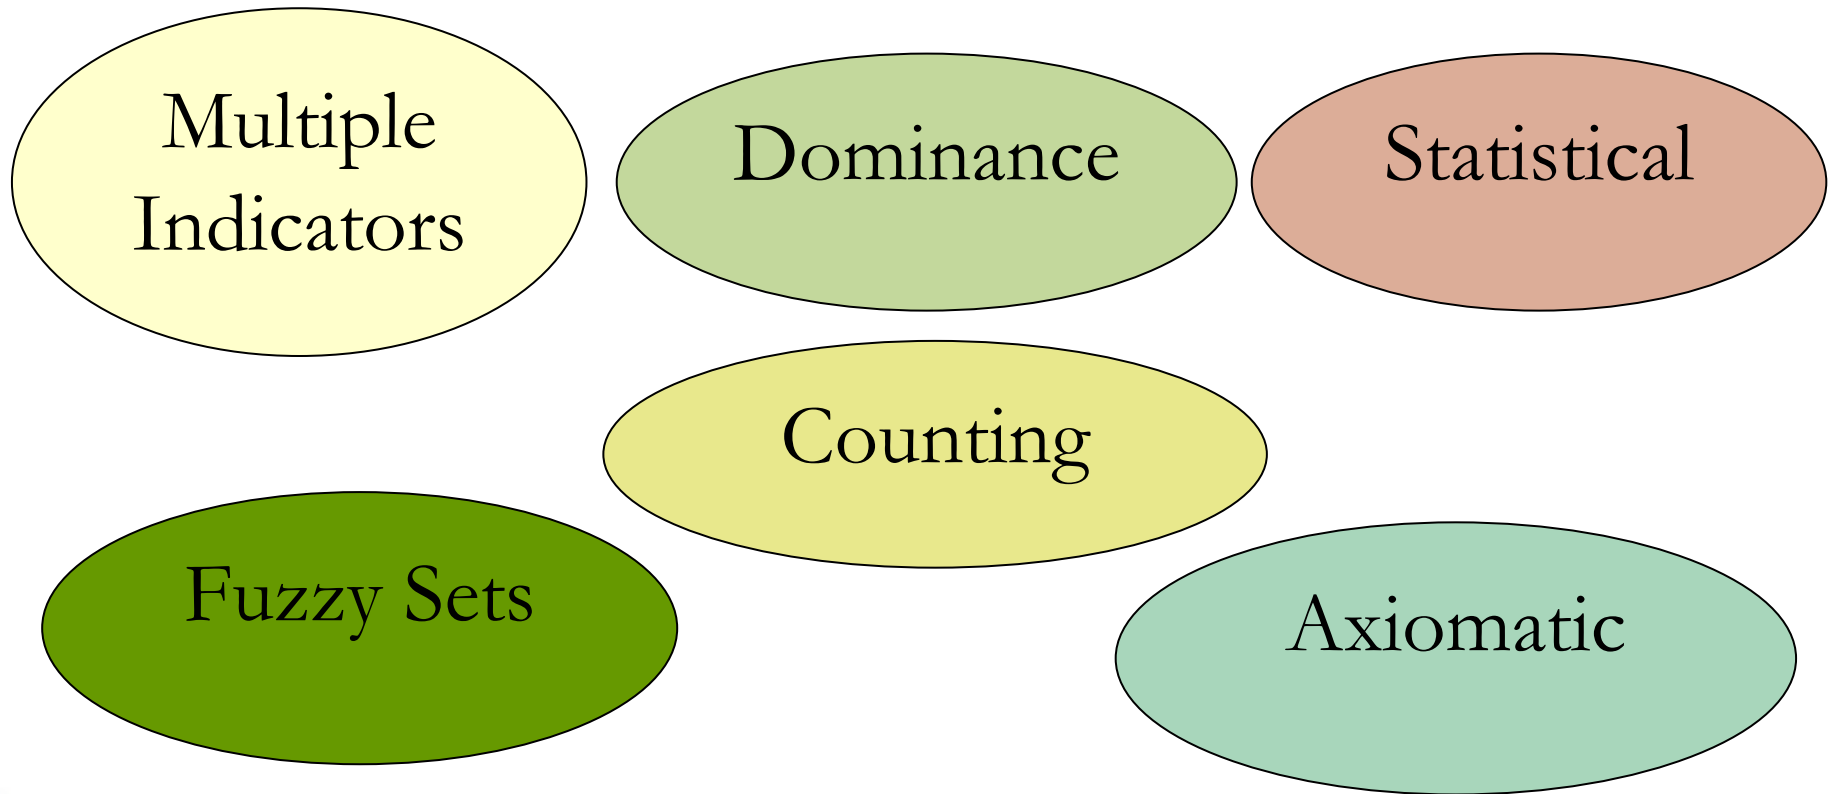 Multiple
Indicators
Dominance
Statistical
Counting
Fuzzy Sets
Axiomatic